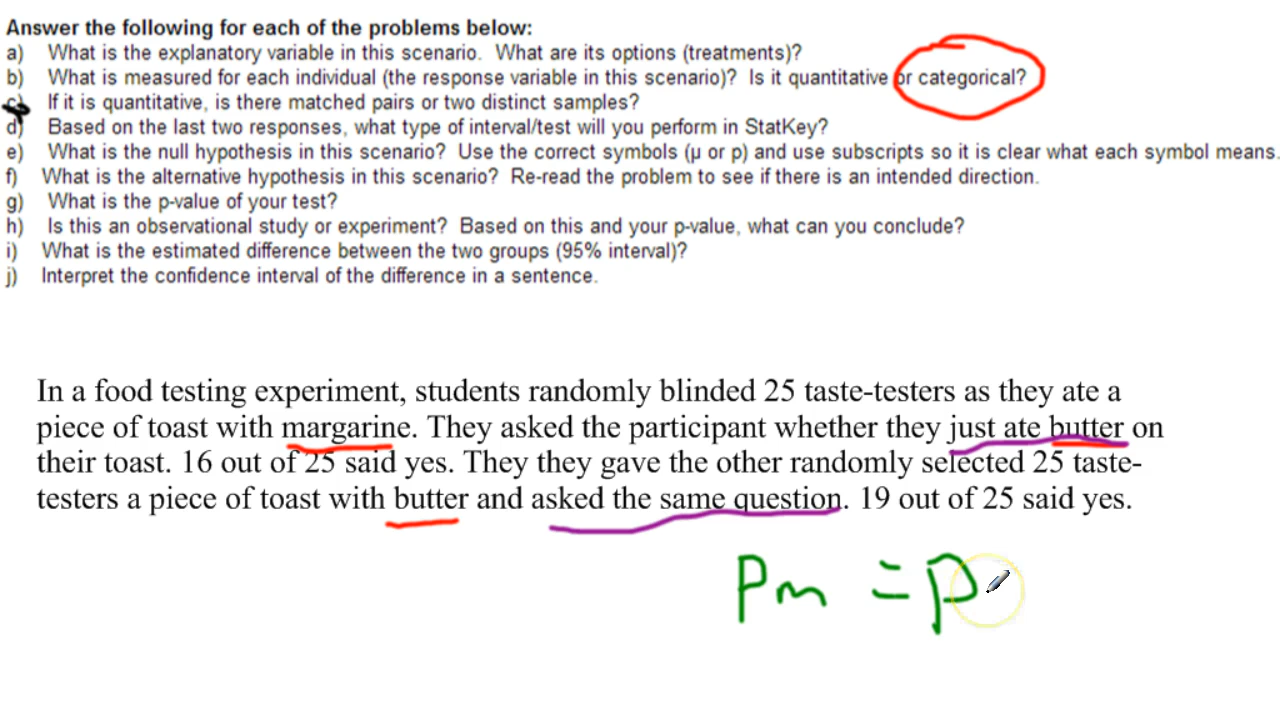 Answer the following for each of the problems below:
a) What is the explanatory variable in this scenario. What are its options (treatments)?
b) What is measured for each individual (the response variable in this scenario)? Is it quantitative or categorical?
c) If it is quantitative, is there matched pairs or two distinct samples?
d) Based on the last two responses, what type of interval/test will you perform in StatKey?
e) What is the null hypothesis in this scenario? Use the correct symbols (μ or p) and use subscripts so it is clear what each symbol means.
f) What is the alternative hypothesis in this scenario? Re-read the problem to see if there is an intended direction.
g) What is the p-value of your test?
h) Is this an observational study or experiment? Based on this and your p-value, what can you conclude?
i) What is the estimated difference between the two groups (95% interval)?
j) Interpret the confidence interval of the difference in a sentence.
In a food testing experiment, students randomly blinded 25 taste-testers as they ate a
piece of toast with margarine. They asked the participant whether they just ate butter on
their toast. 16 out of 25 said yes. They they gave the other randomly selected 25 taste-
testers a piece of toast with butter and asked the same question. 19 out of 25 said yes.
Pm = P